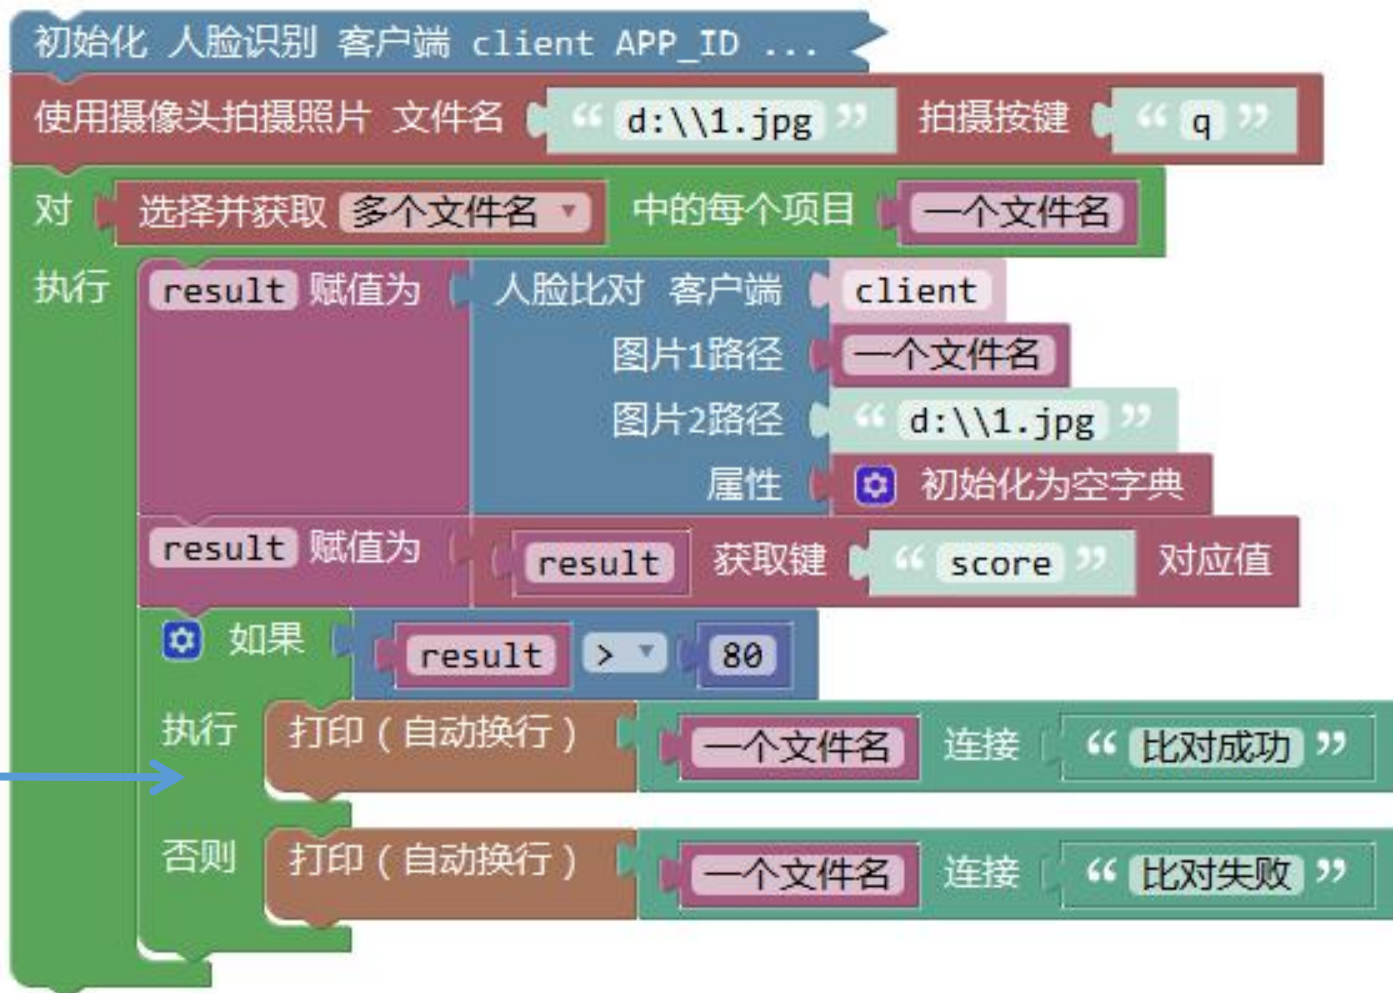 初始化 人脸识别 客户端 client APP_ID ...
使用摄像头拍摄照片 文件名 “ d:\\1.jpg ” 拍摄按键 “ q ”
对 选择并获取 多个文件名 中的每个项目 一个文件名
执行 result 赋值为 人脸比对 客户端 client
图片1路径 一个文件名
图片2路径 “ d:\\1.jpg ”
属性 初始化为空字典
result 赋值为 result 获取键 “ score ” 对应值
如果 result > 80
执行 打印（自动换行） 一个文件名 连接 “ 比对成功 ”
否则 打印（自动换行） 一个文件名 连接 “ 比对失败 ”